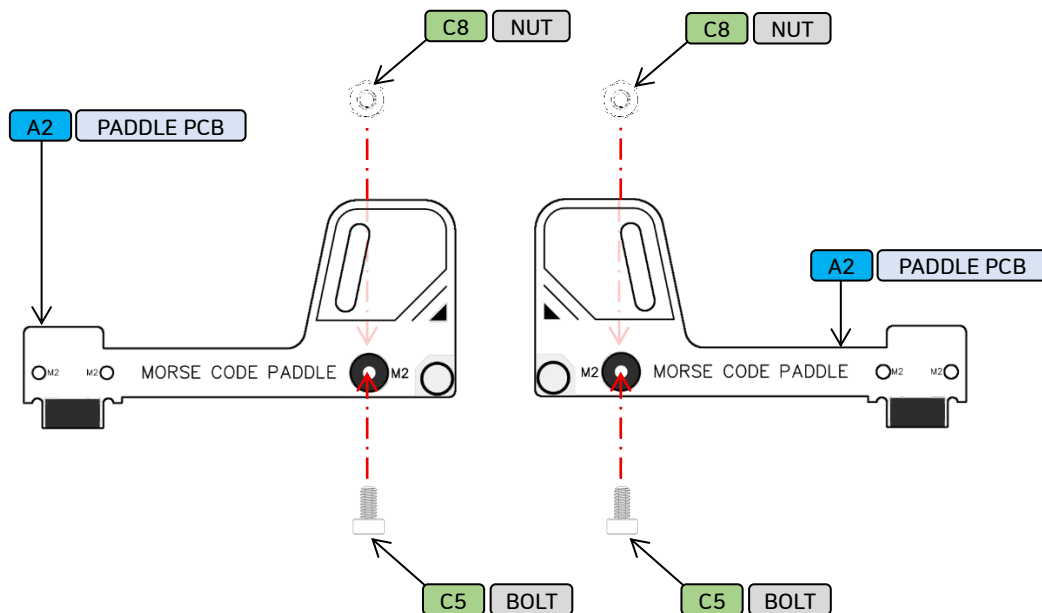 C8 NUT
C8 NUT
A2 PADDLE PCB
A2 PADDLE PCB
M2 M2 MORSE CODE PADDLE M2
M2 MORSE CODE PADDLE M2 M2
C5 BOLT
C5 BOLT